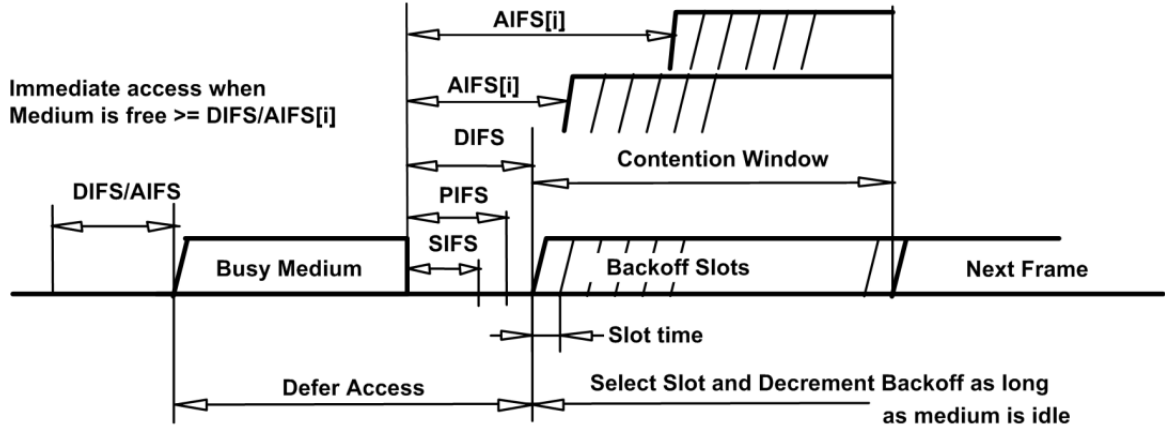 AIFS[i]
Immediate access when
Medium is free >= DIFS/AIFS[i]
AIFS[i]
DIFS
Contention Window
DIFS/AIFS
PIFS
SIFS
Busy Medium
Backoff Slots
Next Frame
Slot time
Defer Access
Select Slot and Decrement Backoff as long
as medium is idle